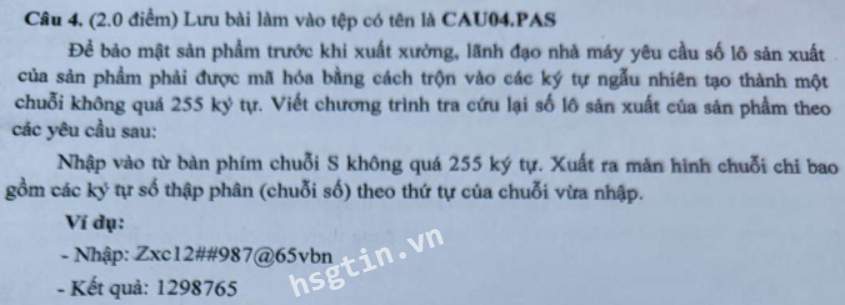 Câu 4. (2.0 điểm) Lưu bài làm vào tệp có tên là CAU04.PAS
Để bảo mật sản phẩm trước khi xuất xưởng, lãnh đạo nhà máy yêu cầu số lô sản xuất
của sản phẩm phải được mã hóa bằng cách trộn vào các ký tự ngẫu nhiên tạo thành một
chuỗi không quá 255 ký tự. Viết chương trình tra cứu lại số lô sản xuất của sản phẩm theo
các yêu cầu sau:
Nhập vào từ bàn phím chuỗi S không quá 255 ký tự. Xuất ra màn hình chuỗi chỉ bao
gồm các ký tự số thập phân (chuỗi số) theo thứ tự của chuỗi vừa nhập.
Ví dụ:
- Nhập: Zxc12##987@65vbn
- Kết quả: 1298765
hsgtin.vn